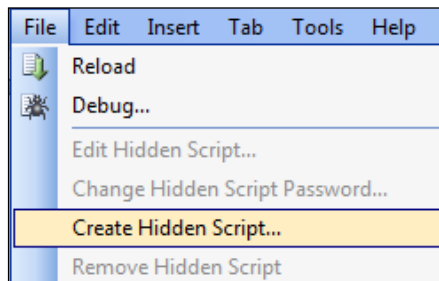 File Edit Insert Tab Tools Help
Reload
Debug...
Edit Hidden Script...
Change Hidden Script Password...
Create Hidden Script...
Remove Hidden Script